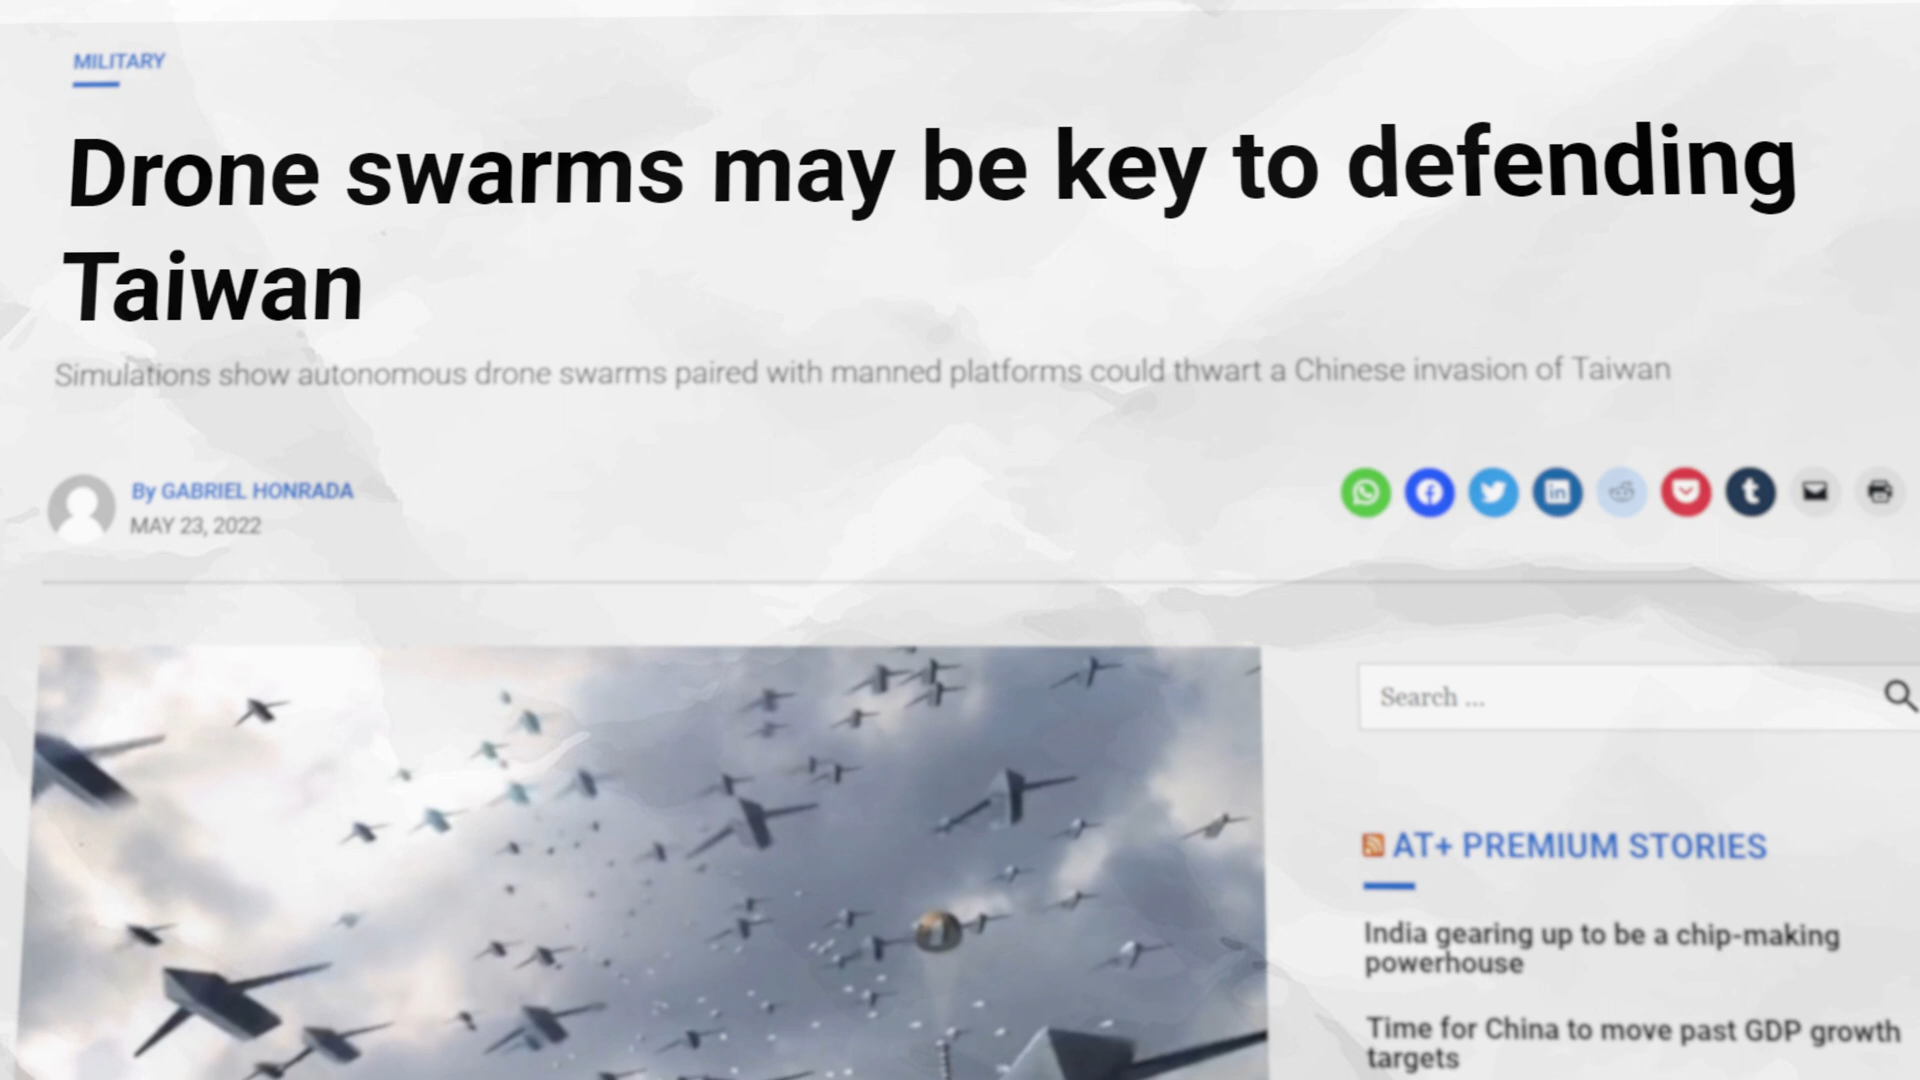 MILITARY
Drone swarms may be key to defending
Taiwan
Simulations show autonomous drone swarms paired with manned platforms could thwart a Chinese invasion of Taiwan
By GABRIEL HONRADA
MAY 23, 2022
Search ...
AT+ PREMIUM STORIES
India gearing up to be a chip-making
powerhouse
Time for China to move past GDP growth
targets